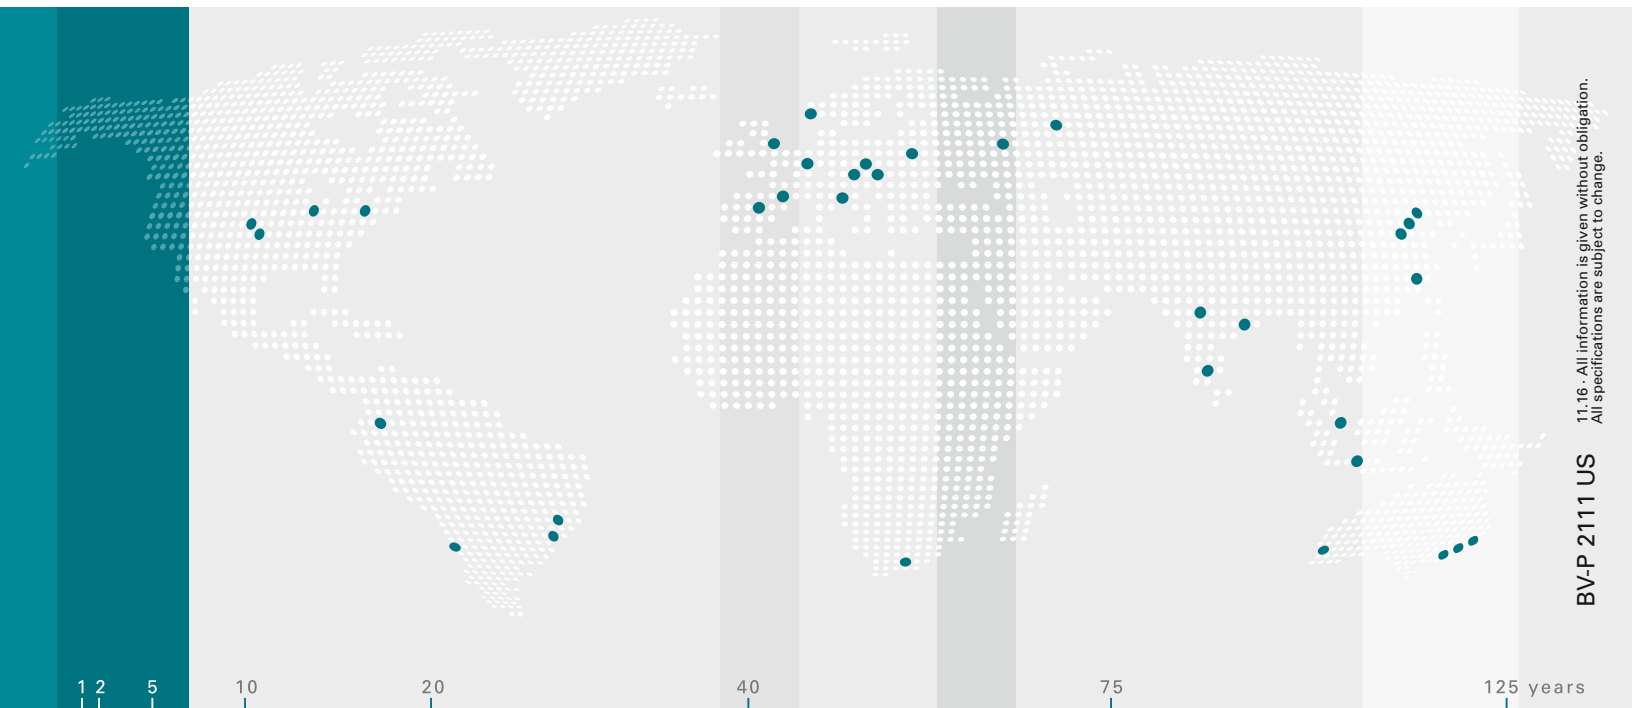 11.16 · All information is given without obligation.
All specifications are subject to change.
BV-P 2111 US
1 2 5 10 20 40 75 125 years